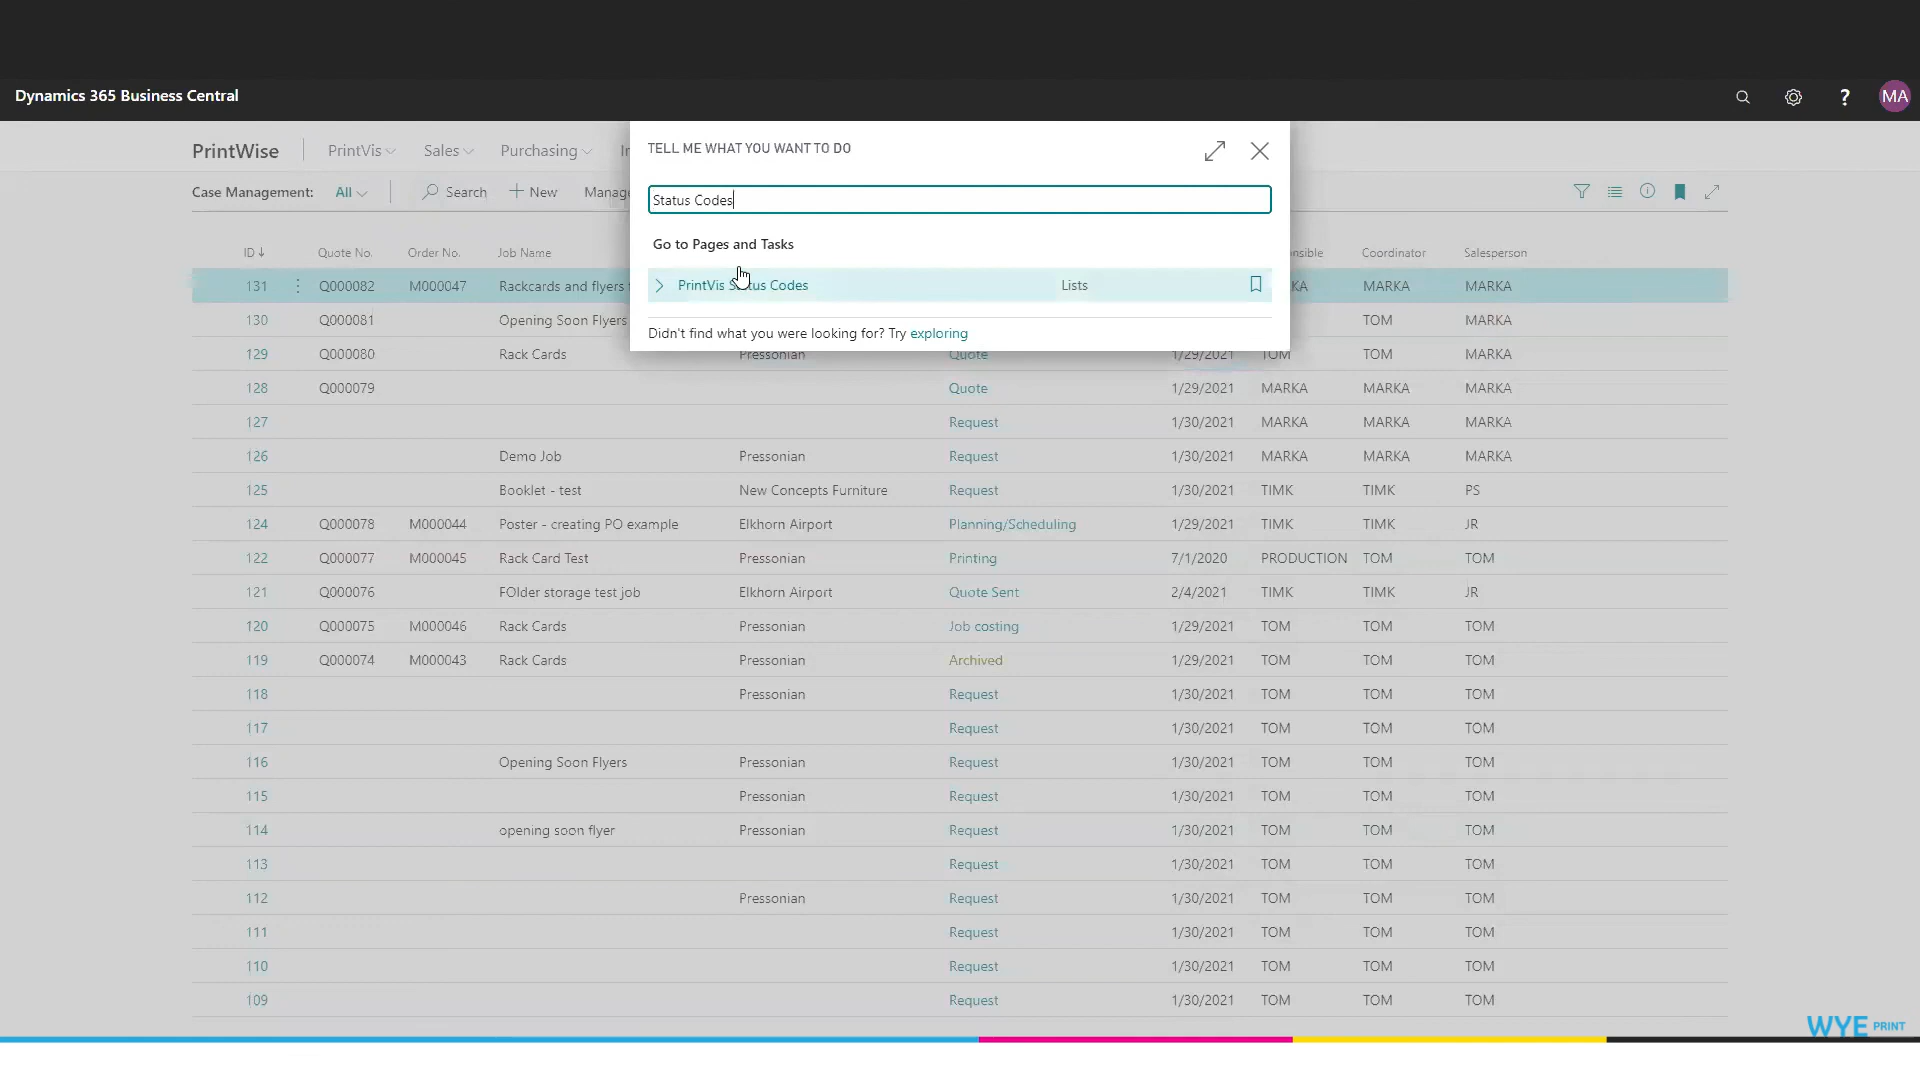 Dynamics 365 Business Central
MA
PrintWise
PrintVis
Sales
Purchasing
TELL ME WHAT YOU WANT TO DO
Status Codes
Go to Pages and Tasks
PrintVis Status Codes Lists
Didn't find what you were looking for? Try exploring
Case Management: All Search New
ID Quote No. Order No. Job Name Coordinator Salesperson
131 Q000082 M000047 Rackcards and flyers MARKA MARKA
130 Q000081 Opening Soon Flyers TOM MARKA
129 Q000080 Rack Cards Pressonian Quote 1/29/2021 TOM TOM MARKA
128 Q000079 Quote 1/29/2021 MARKA MARKA MARKA
127 Request 1/30/2021 MARKA MARKA MARKA
126 Demo Job Pressonian Request 1/30/2021 MARKA MARKA MARKA
125 Booklet - test New Concepts Furniture Request 1/30/2021 TIMK TIMK PS
124 Q000078 M000044 Poster - creating PO example Elkhorn Airport Planning/Scheduling 1/29/2021 TIMK TIMK JR
122 Q000077 M000045 Rack Card Test Pressonian Printing 7/1/2020 PRODUCTION TOM TOM
121 Q000076 FOlder storage test job Elkhorn Airport Quote Sent 2/4/2021 TIMK TIMK JR
120 Q000075 M000046 Rack Cards Pressonian Job costing 1/29/2021 TOM TOM TOM
119 Q000074 M000043 Rack Cards Pressonian Archived 1/29/2021 TOM TOM TOM
118 Pressonian Request 1/30/2021 TOM TOM TOM
117 Request 1/30/2021 TOM TOM TOM
116 Opening Soon Flyers Pressonian Request 1/30/2021 TOM TOM TOM
115 Pressonian Request 1/30/2021 TOM TOM TOM
114 opening soon flyer Pressonian Request 1/30/2021 TOM TOM TOM
113 Request 1/30/2021 TOM TOM TOM
112 Pressonian Request 1/30/2021 TOM TOM TOM
111 Request 1/30/2021 TOM TOM TOM
110 Request 1/30/2021 TOM TOM TOM
109 Request 1/30/2021 TOM TOM TOM
WYE PRINT